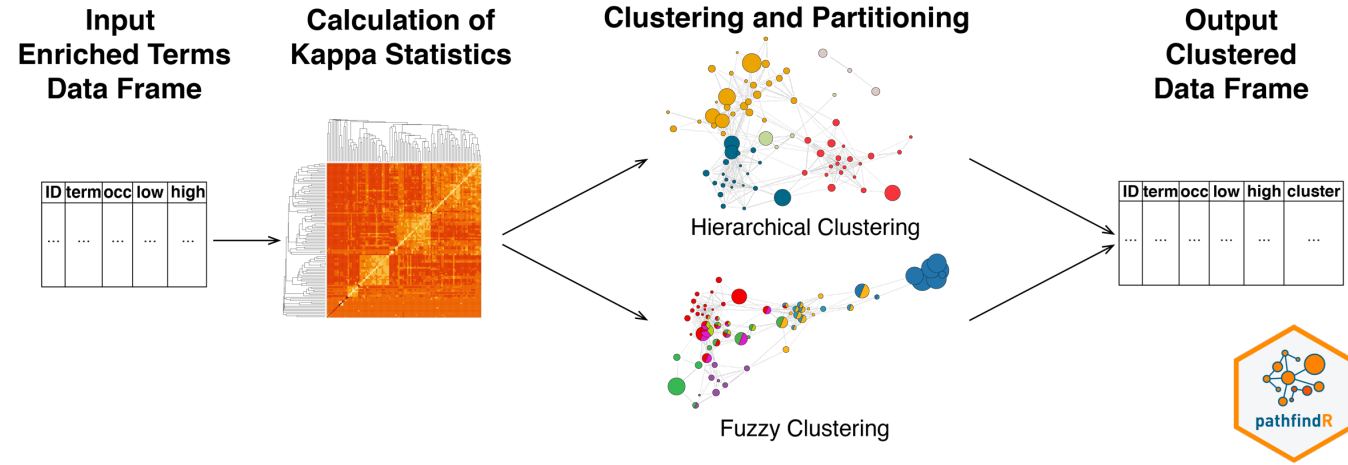 Input
Enriched Terms
Data Frame
Calculation of
Kappa Statistics
Clustering and Partitioning
Output
Clustered
Data Frame
ID term occ low high
... ... ... ... ...
Hierarchical Clustering
Fuzzy Clustering
ID term occ low high cluster
... ... ... ... ... ...
pathfindR